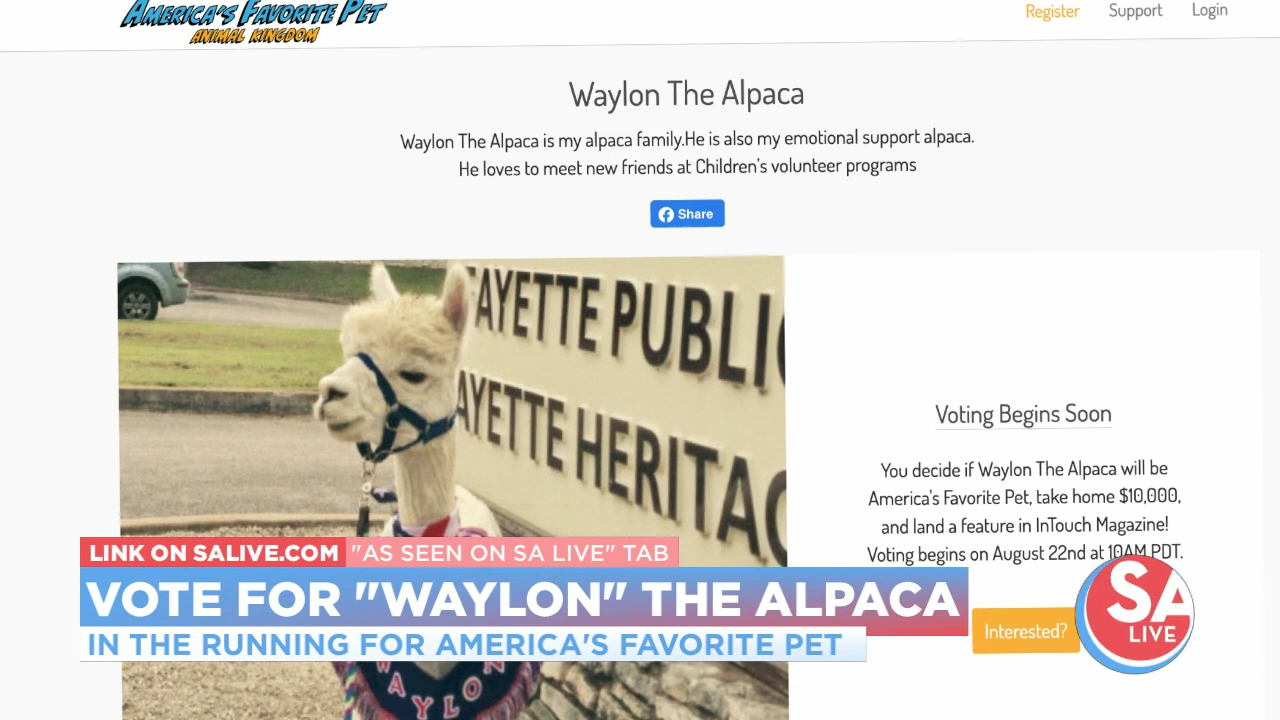 AMERICA'S FAVORITE PET
ANIMAL KINGDOM
Register
Support
Login
Waylon The Alpaca
Waylon The Alpaca is my alpaca family.He is also my emotional support alpaca.
He loves to meet new friends at Children's volunteer programs
Share
AYETTE PUBLIC
AYETTE HERITAG
Voting Begins Soon
You decide if Waylon The Alpaca will be
America's Favorite Pet, take home $10,000,
and land a feature in InTouch Magazine!
Voting begins on August 22nd at 10AM PDT.
LINK ON SALIVE.COM "AS SEEN ON SA LIVE" TAB
VOTE FOR "WAYLON" THE ALPACA
IN THE RUNNING FOR AMERICA'S FAVORITE PET
Interested?
SA
LIVE
WAYLON